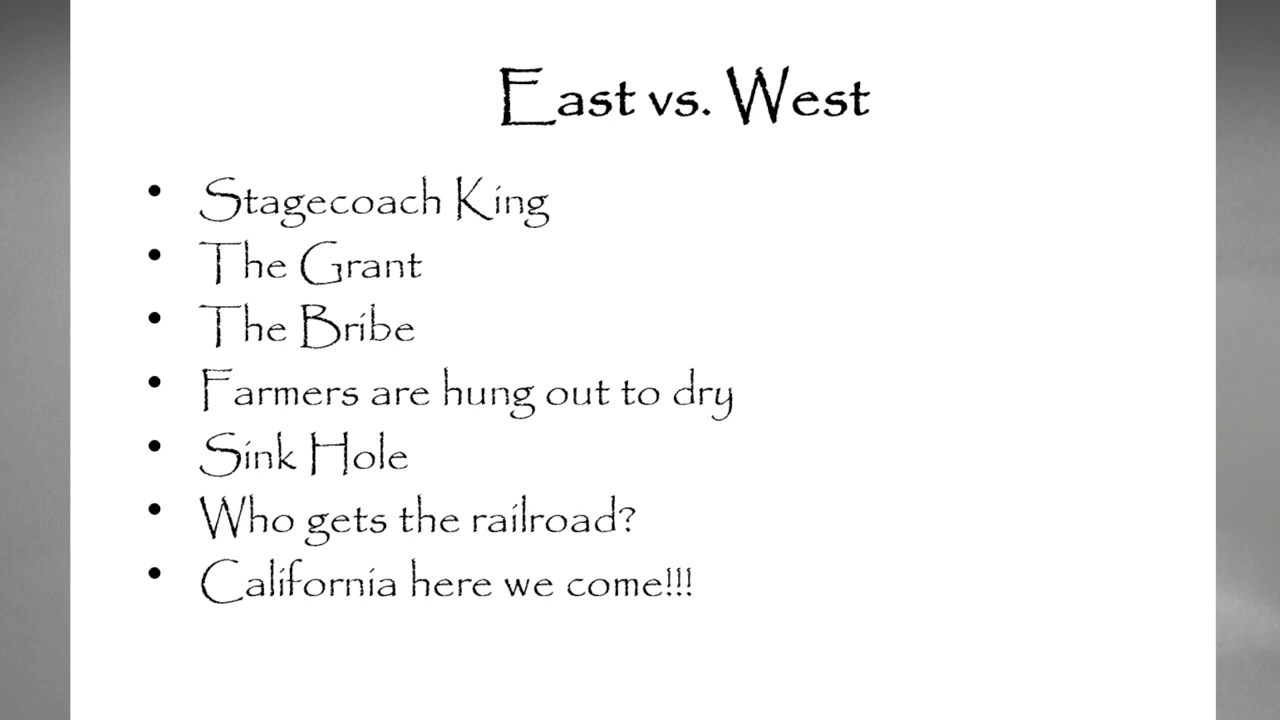 East vs. West
• Stagecoach King
• The Grant
• The Bribe
• Farmers are hung out to dry
• Sink Hole
• Who gets the railroad?
• California here we come!!!